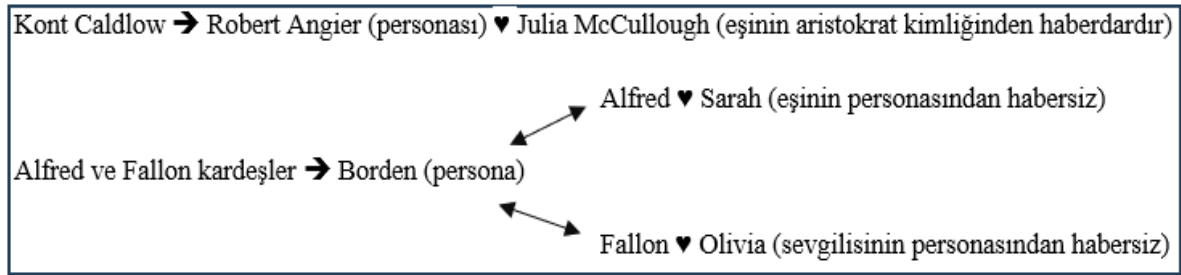 Kont Caldlow ➔ Robert Angier (personası) ♥ Julia McCullough (eşinin aristokrat kimliğinden haberdardır)
Alfred ♥ Sarah (eşinin personasından habersiz)
Alfred ve Fallon kardeşler ➔ Borden (persona)
Fallon ♥ Olivia (sevgilisinin personasından habersiz)